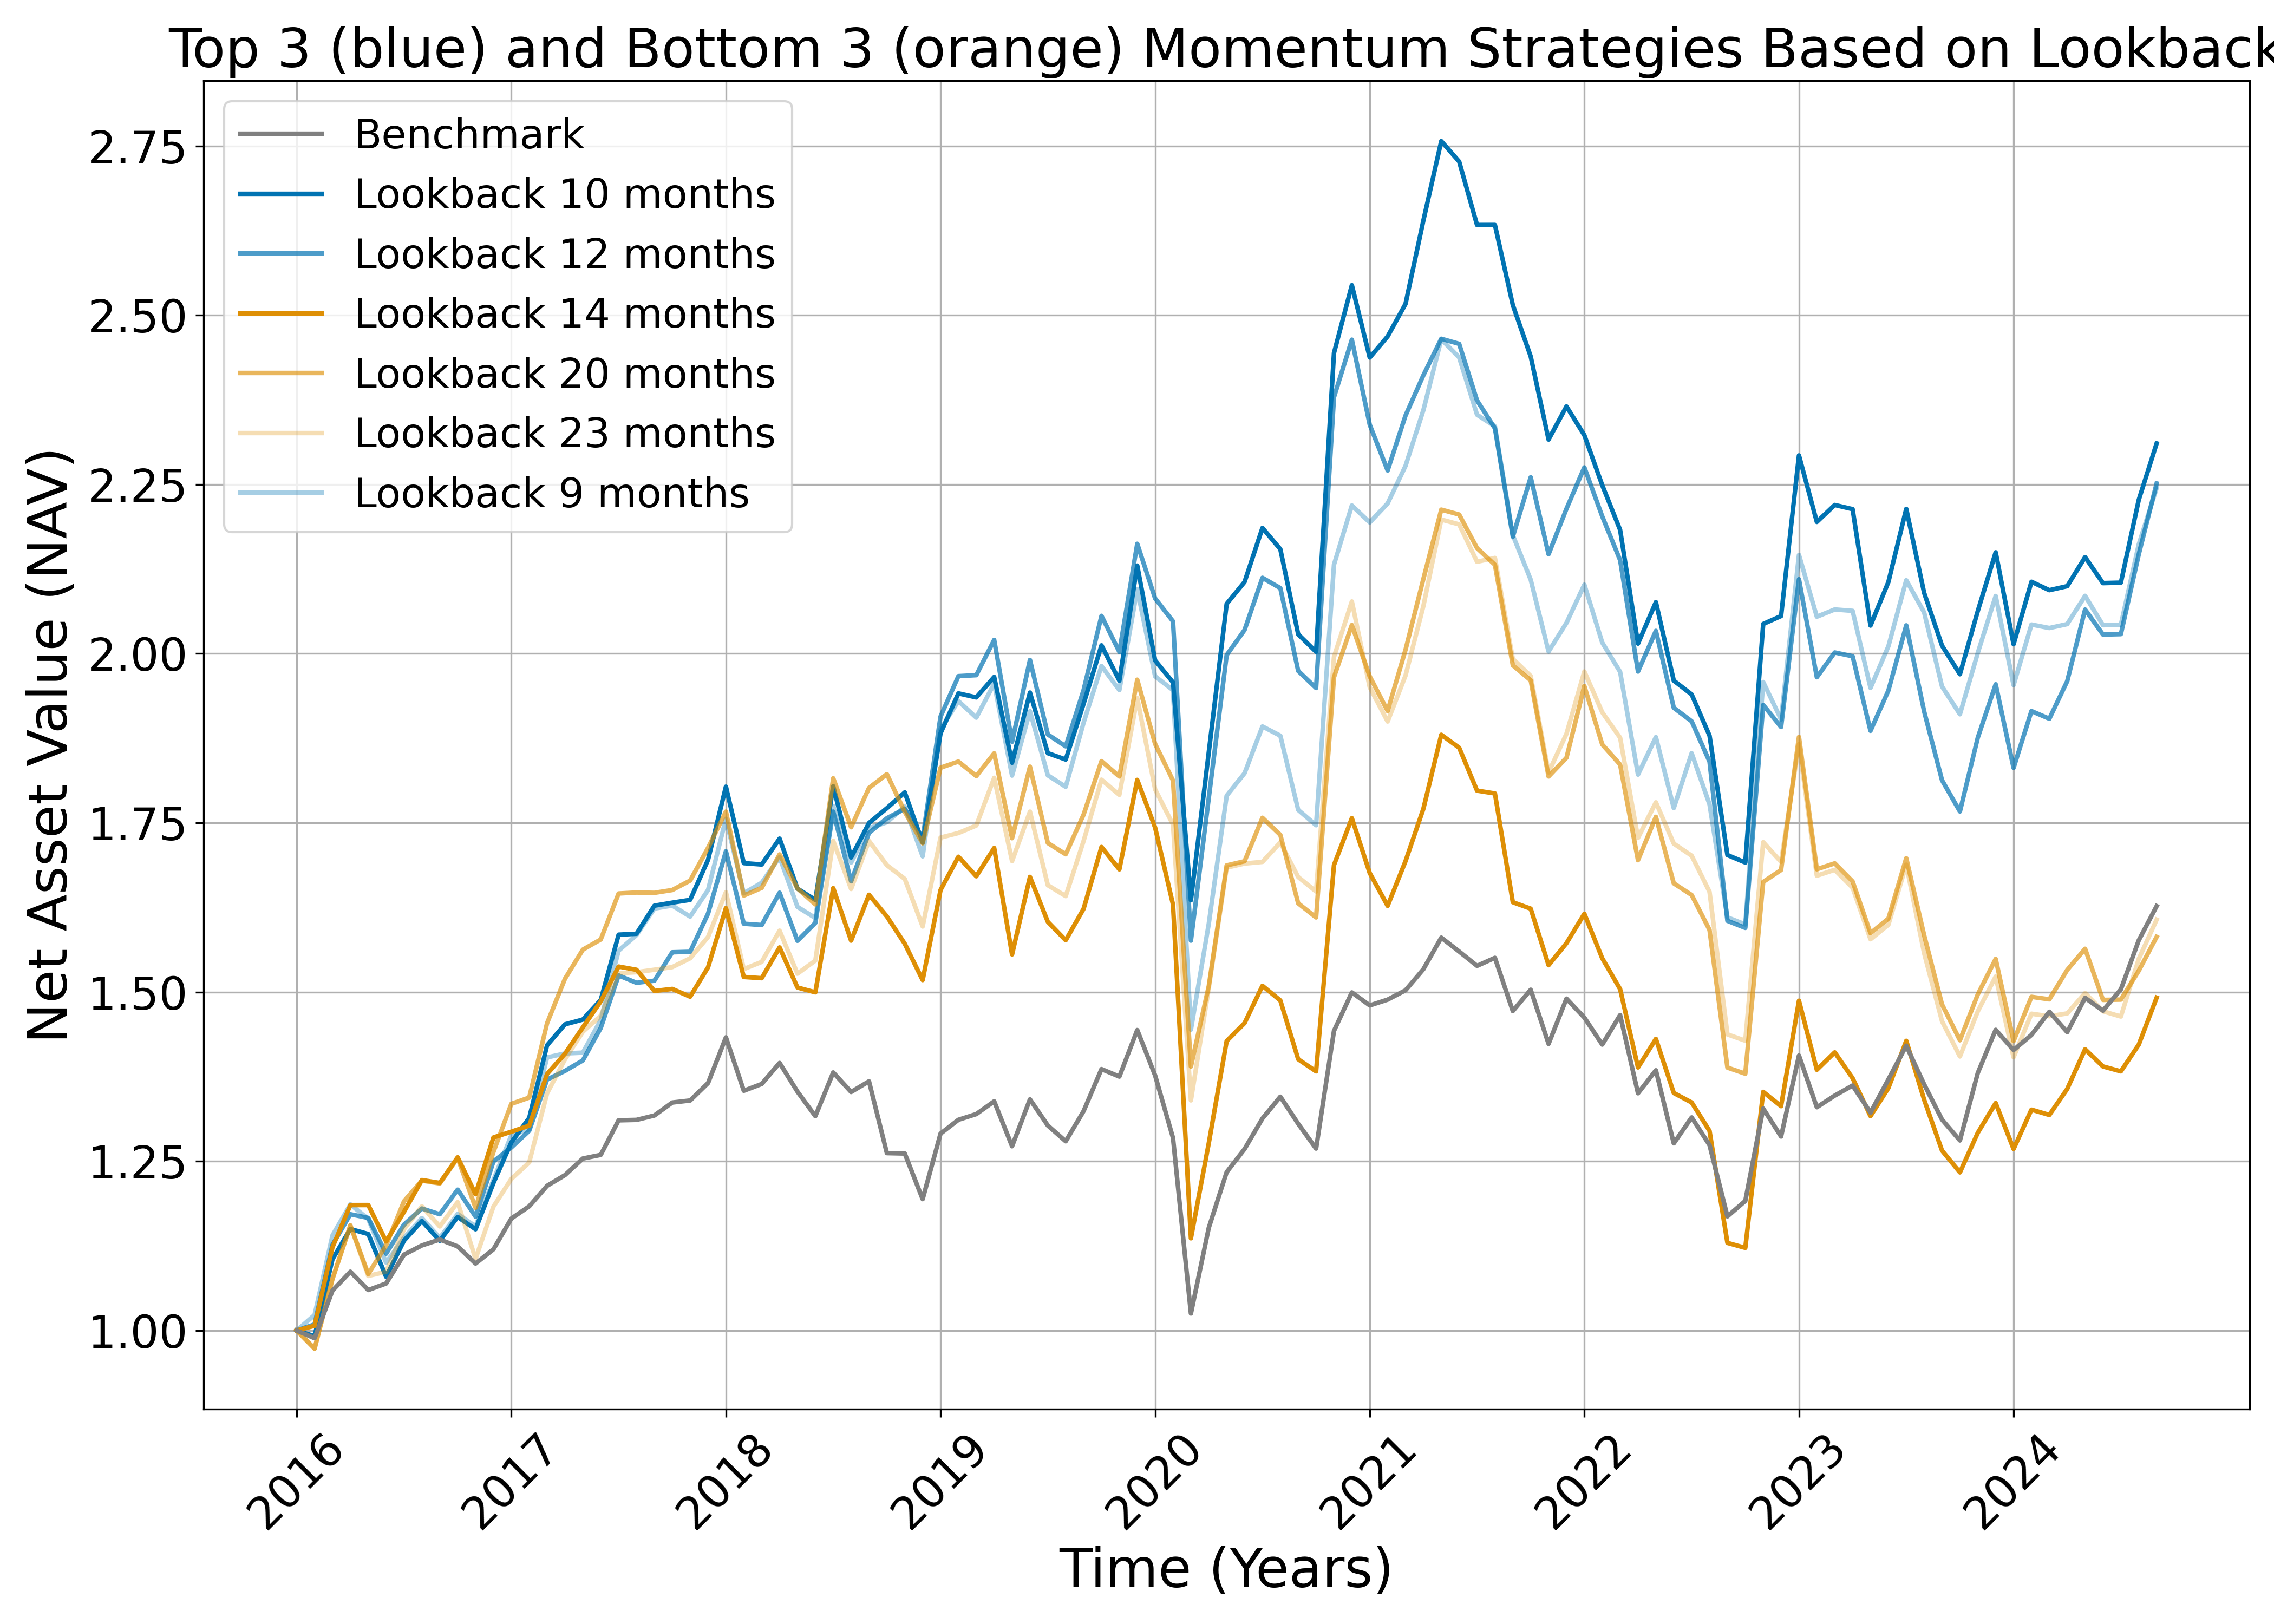 Top 3 (blue) and Bottom 3 (orange) Momentum Strategies Based on Lookback
Benchmark
Lookback 10 months
Lookback 12 months
Lookback 14 months
Lookback 20 months
Lookback 23 months
Lookback 9 months
Net Asset Value (NAV)
2.75
2.50
2.25
2.00
1.75
1.50
1.25
1.00
2016
2017
2018
2019
2020
2021
2022
2023
2024
Time (Years)